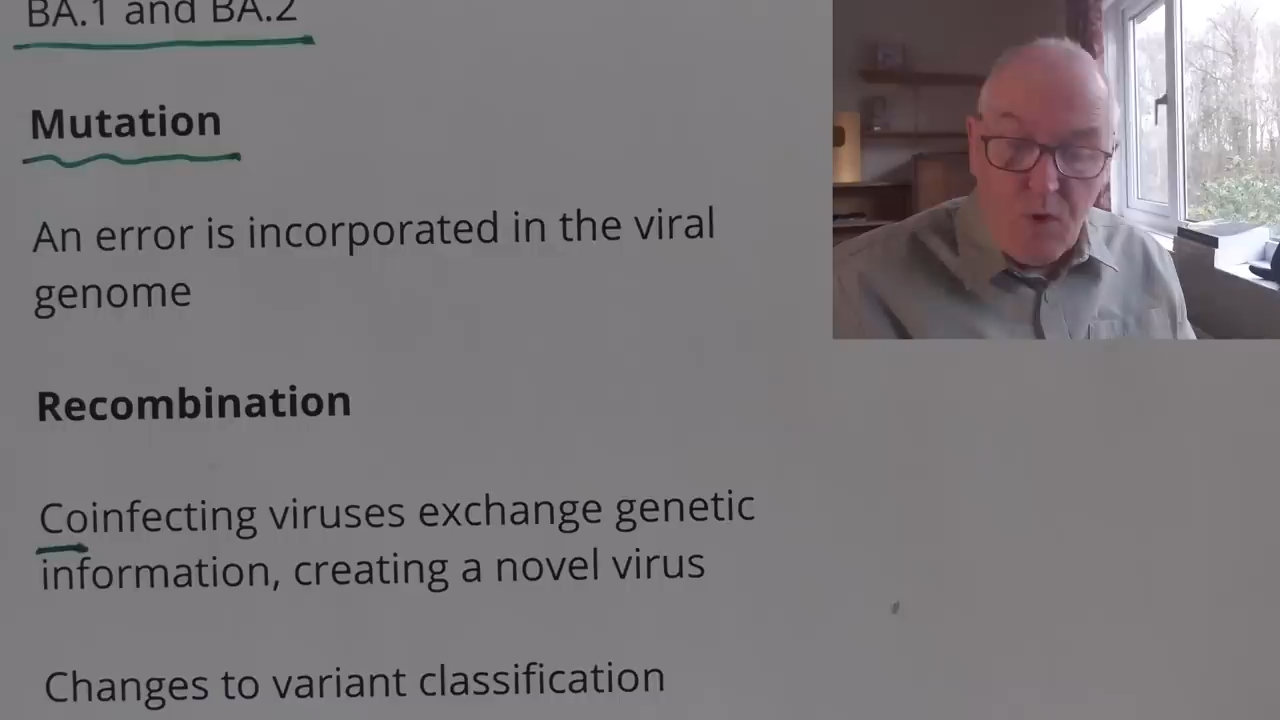 BA.1 and BA.2
Mutation
An error is incorporated in the viral
genome
Recombination
Coinfecting viruses exchange genetic
information, creating a novel virus
Changes to variant classification